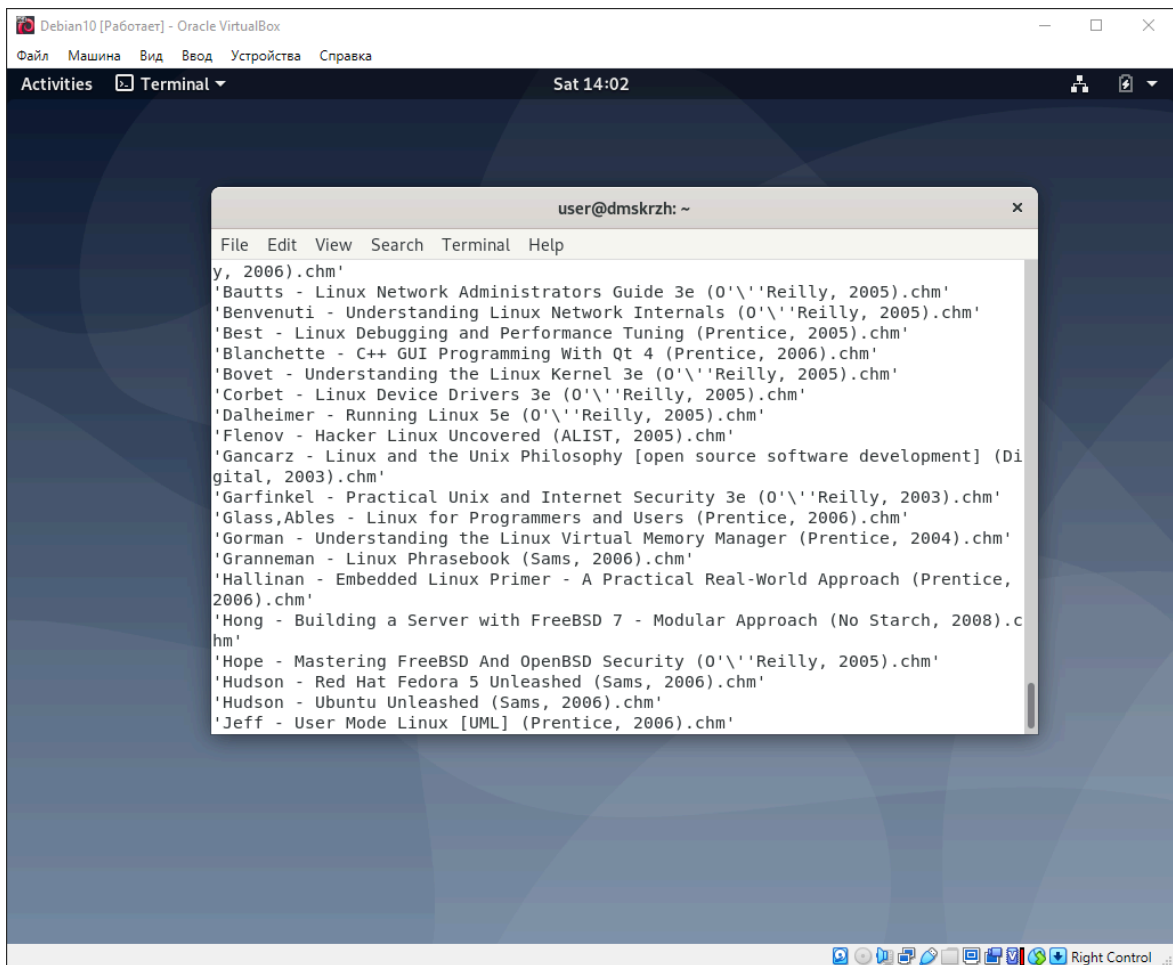 Debian10 [Работает] - Oracle VirtualBox
Файл Машина Вид Ввод Устройства Справка
Activities Terminal Sat 14:02
user@dmskrzh: ~
File Edit View Search Terminal Help
y, 2006).chm'
'Bautts - Linux Network Administrators Guide 3e (O'\''Reilly, 2005).chm'
'Benvenuti - Understanding Linux Network Internals (O'\''Reilly, 2005).chm'
'Best - Linux Debugging and Performance Tuning (Prentice, 2005).chm'
'Blanchette - C++ GUI Programming With Qt 4 (Prentice, 2006).chm'
'Bovet - Understanding the Linux Kernel 3e (O'\''Reilly, 2005).chm'
'Corbet - Linux Device Drivers 3e (O'\''Reilly, 2005).chm'
'Dalheimer - Running Linux 5e (O'\''Reilly, 2005).chm'
'Flenov - Hacker Linux Uncovered (ALIST, 2005).chm'
'Gancarz - Linux and the Unix Philosophy [open source software development] (Di
gital, 2003).chm'
'Garfinkel - Practical Unix and Internet Security 3e (O'\''Reilly, 2003).chm'
'Glass,Ables - Linux for Programmers and Users (Prentice, 2006).chm'
'Gorman - Understanding the Linux Virtual Memory Manager (Prentice, 2004).chm'
'Granneman - Linux Phrasebook (Sams, 2006).chm'
'Hallinan - Embedded Linux Primer - A Practical Real-World Approach (Prentice,
2006).chm'
'Hong - Building a Server with FreeBSD 7 - Modular Approach (No Starch, 2008).c
hm'
'Hope - Mastering FreeBSD And OpenBSD Security (O'\''Reilly, 2005).chm'
'Hudson - Red Hat Fedora 5 Unleashed (Sams, 2006).chm'
'Hudson - Ubuntu Unleashed (Sams, 2006).chm'
'Jeff - User Mode Linux [UML] (Prentice, 2006).chm'
Right Control